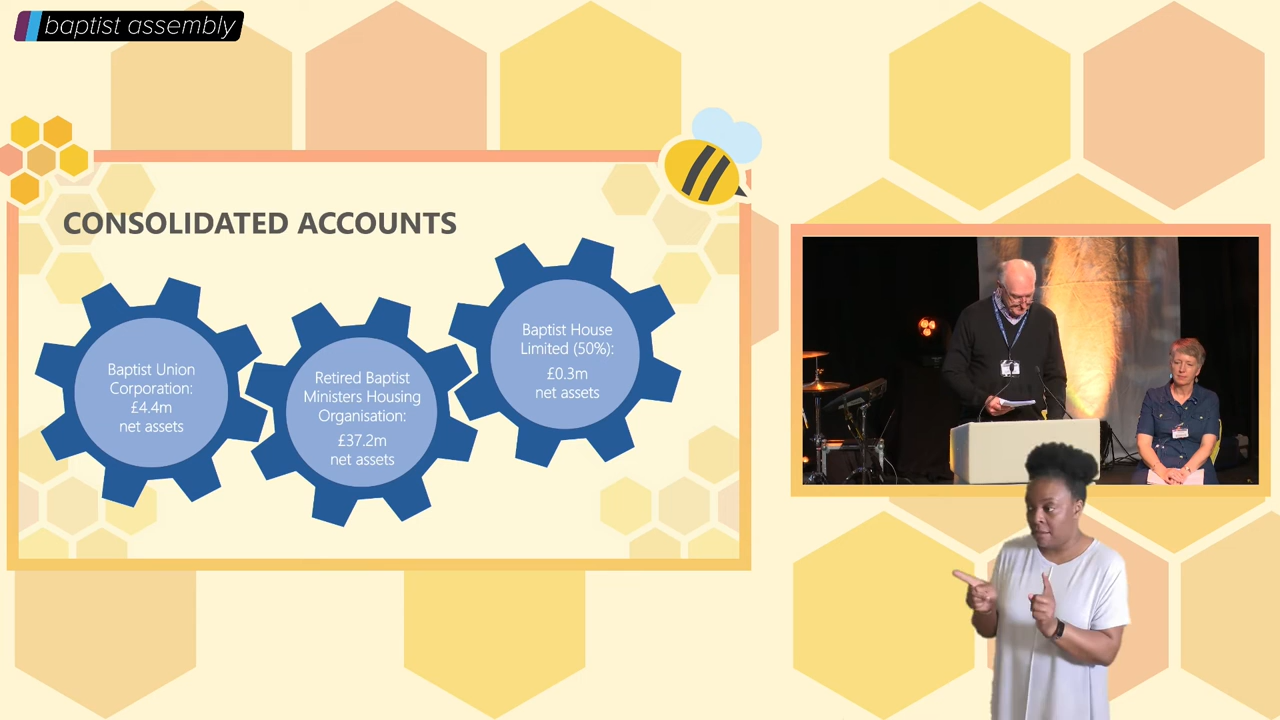 baptist assembly
CONSOLIDATED ACCOUNTS
Baptist Union
Corporation:
£4.4m
net assets
Retired Baptist
Ministers Housing
Organisation:
£37.2m
net assets
Baptist House
Limited (50%):
£0.3m
net assets